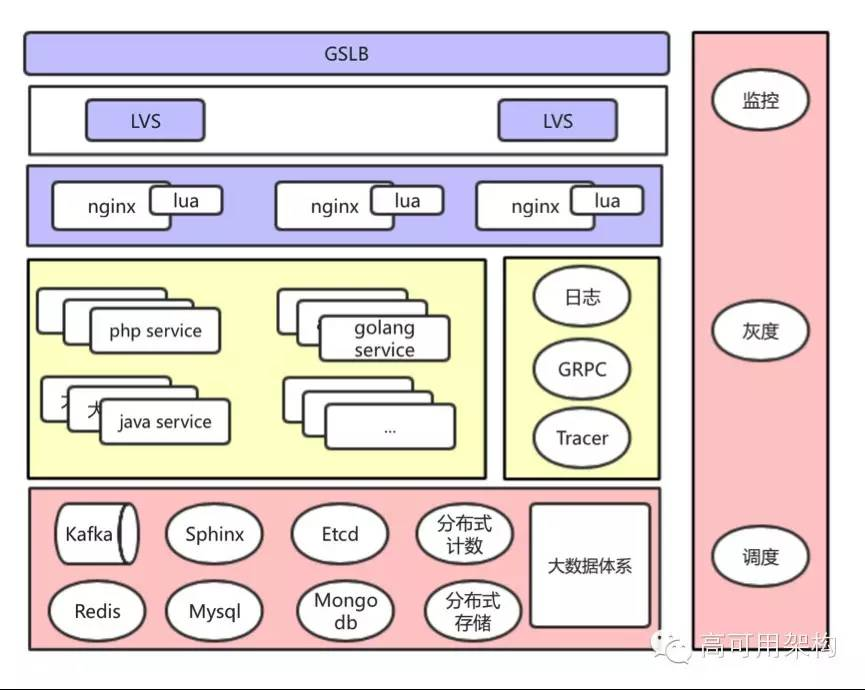 GSLB
监控
LVS
LVS
nginx
lua
nginx
lua
nginx
lua
php service
golang
service
日志
灰度
GRPC
java service
...
Tracer
Kafka
Sphinx
Etcd
分布式
计数
大数据体系
调度
Redis
Mysql
Mongo
db
分布式
存储
高可用架构